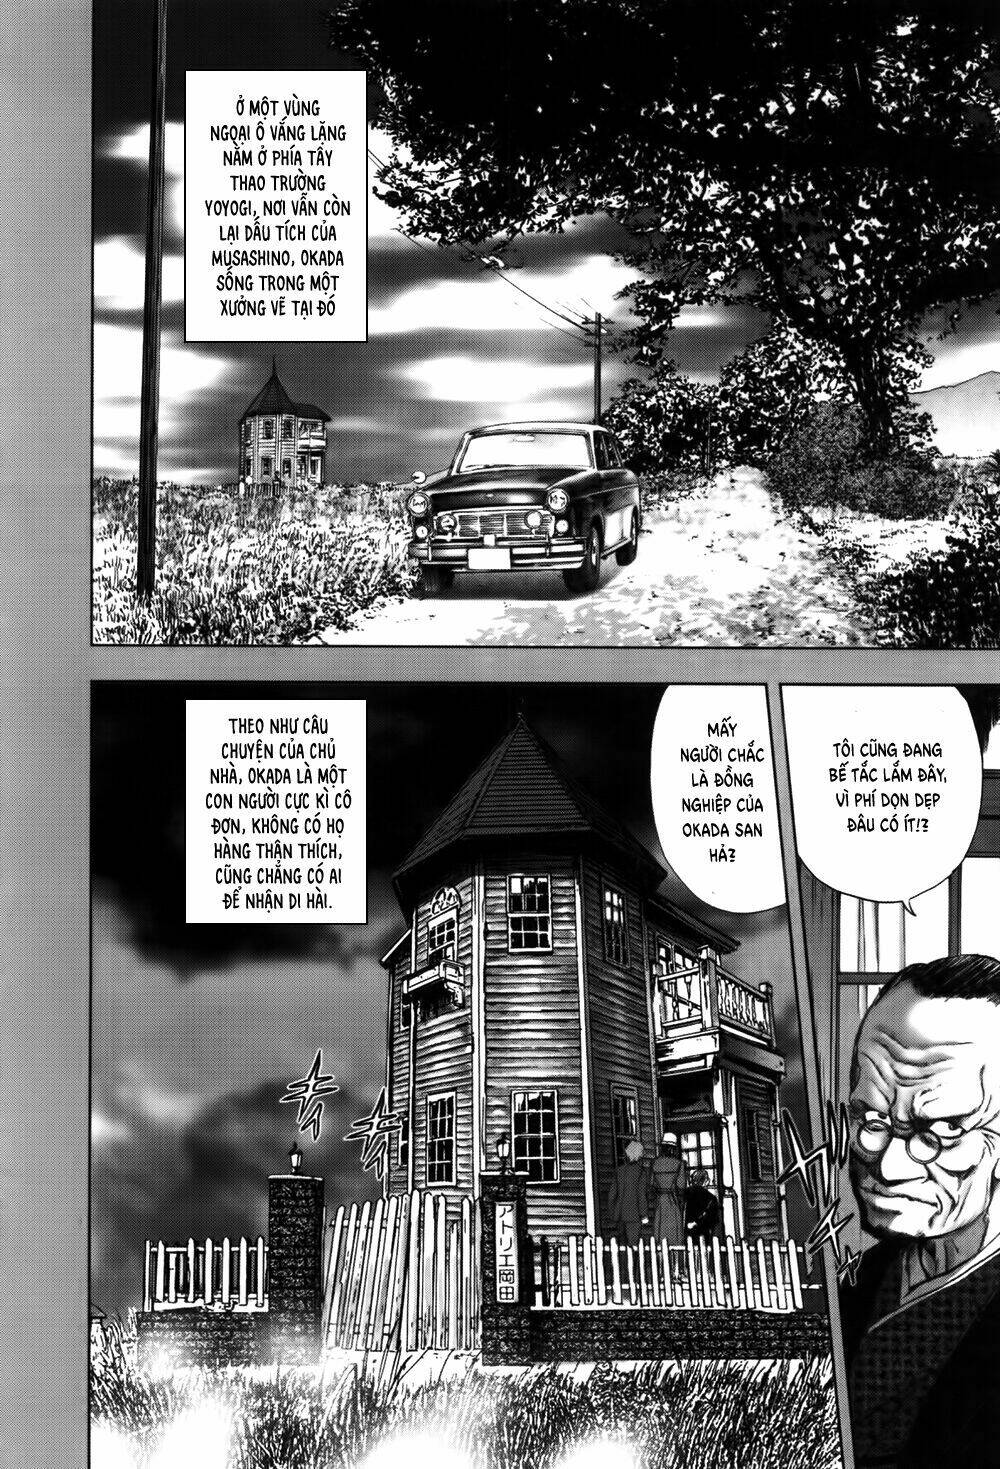 Ở MỘT VÙNG
NGOẠI Ô VẮNG LẶNG
NẰM Ở PHÍA TÂY
THAO TRƯỜNG
YOYOGI, NƠI VẪN CÒN
LẠI DẤU TÍCH CỦA
MUSASHINO, OKADA
SỐNG TRONG MỘT
XƯỞNG VẼ TẠI ĐÓ
TÔI CŨNG ĐANG
BẾ TẮC LẮM ĐÂY,
VÌ PHÍ DỌN DẸP
ĐÂU CÓ ÍT!?
MẤY
NGƯỜI CHẮC
LÀ ĐỒNG
NGHIỆP CỦA
OKADA SAN
HẢ?
THEO NHƯ CÂU
CHUYỆN CỦA CHỦ
NHÀ, OKADA LÀ MỘT
CON NGƯỜI CỰC KÌ CÔ
ĐƠN, KHÔNG CÓ HỌ
HÀNG THÂN THÍCH,
CŨNG CHẲNG CÓ AI
ĐỂ NHẬN DI HÀI.
ギィ
ギィ
アトリエ岡田